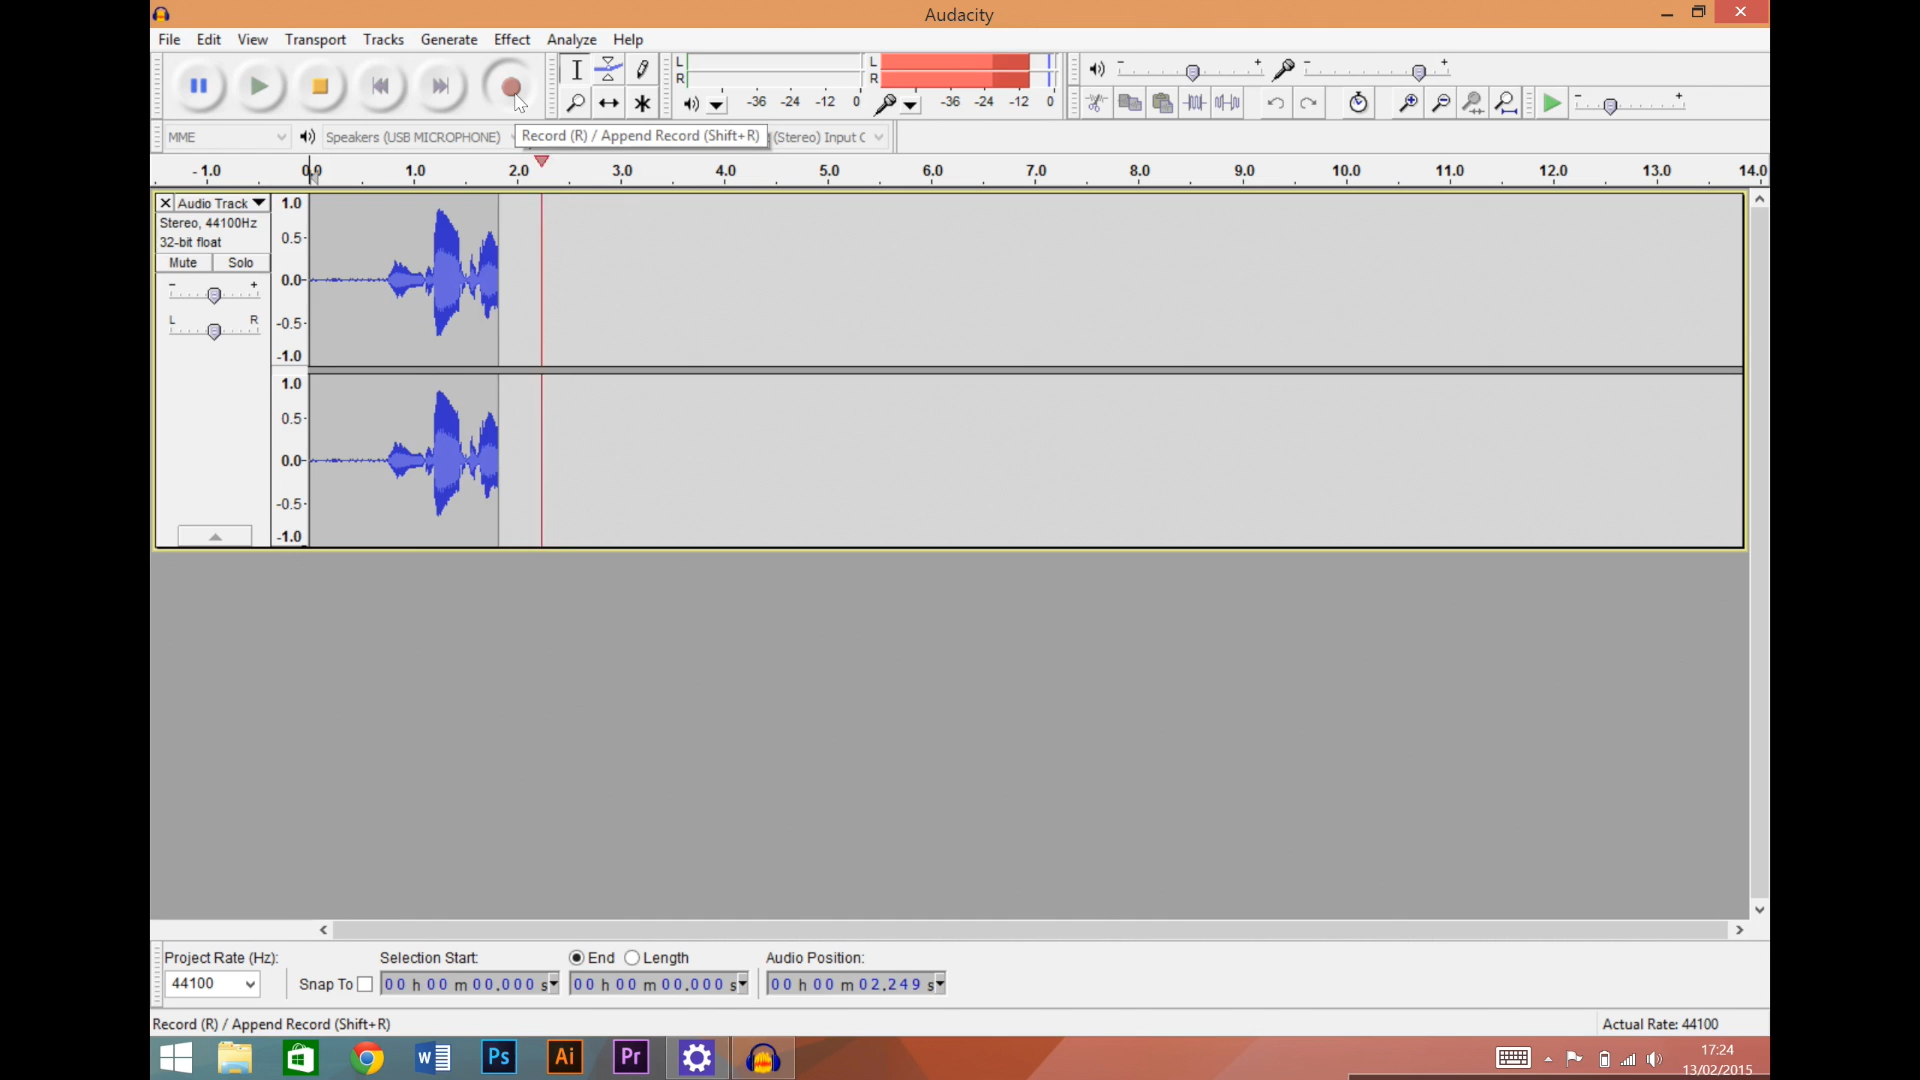 Audacity
File Edit View Transport Tracks Generate Effect Analyze Help
L
R
-36 -24 -12 0
L
R
-36 -24 -12 0
- +
- +
- +
MME
Speakers (USB MICROPHONE)
Record (R) / Append Record (Shift+R)
(Stereo) Input C
- 1.0 0.0 1.0 2.0 3.0 4.0 5.0 6.0 7.0 8.0 9.0 10.0 11.0 12.0 13.0 14.0
X Audio Track
Stereo, 44100Hz
32-bit float
Mute Solo
- +
L R
1.0
0.5
0.0
-0.5
-1.0
1.0
0.5
0.0
-0.5
-1.0
Project Rate (Hz):
44100
Snap To
Selection Start:
00 h 00 m 00.000 s
End Length
00 h 00 m 00.000 s
Audio Position:
00 h 00 m 02.249 s
Record (R) / Append Record (Shift+R)
Actual Rate: 44100
W Ps Ai Pr
17:24
13/02/2015